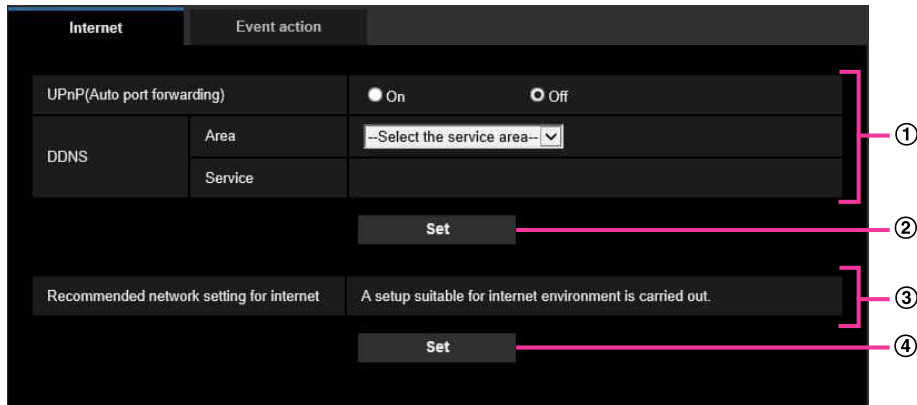 Internet Event action
UPnP(Auto port forwarding) On Off ①
DDNS Area --Select the service area--
Service
Set ②
Recommended network setting for internet A setup suitable for internet environment is carried out. ③
Set ④